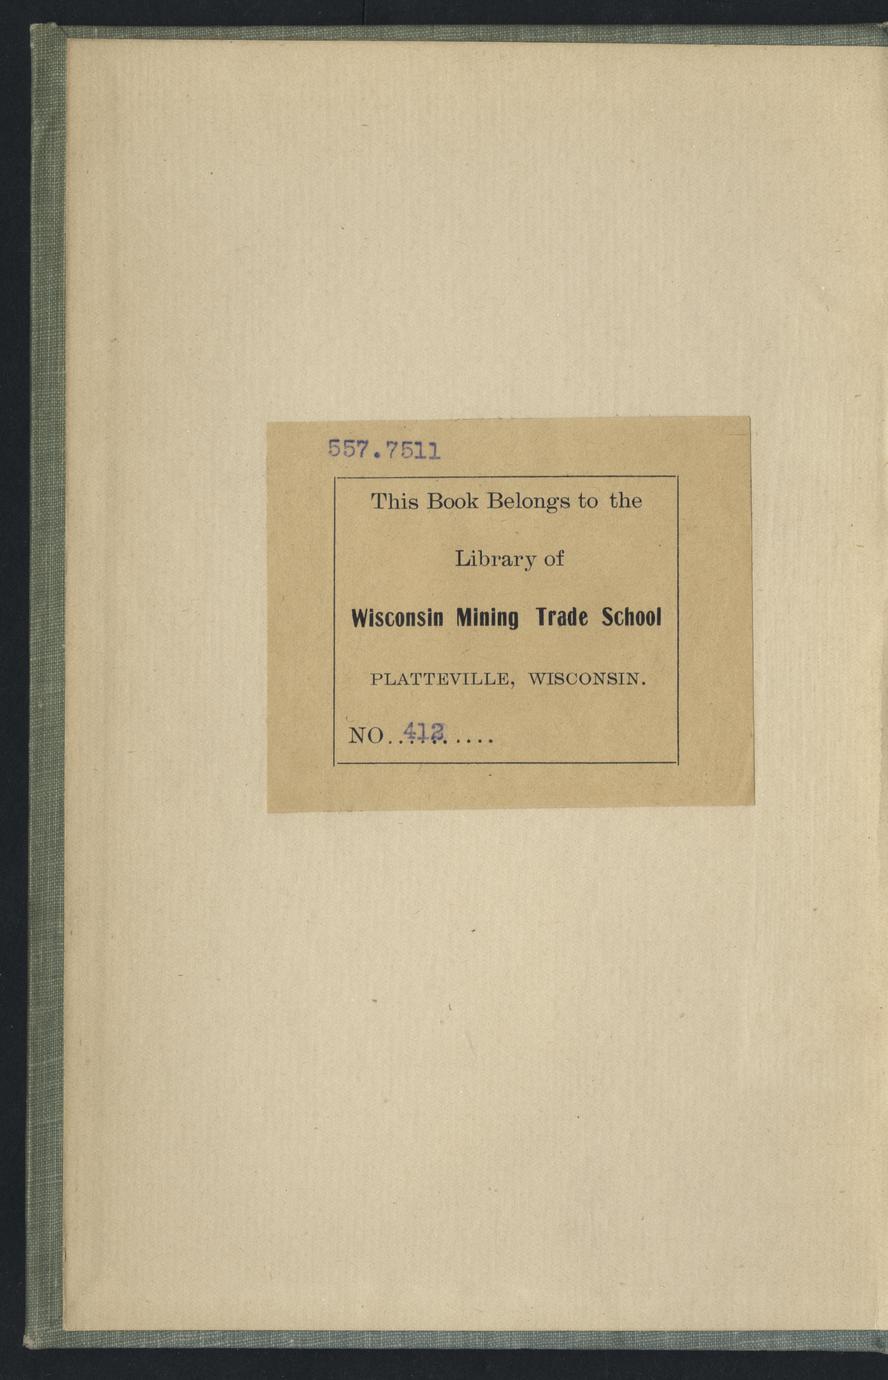 557.7511
This Book Belongs to the
Library of
Wisconsin Mining Trade School
PLATTEVILLE, WISCONSIN.
NO..412.....